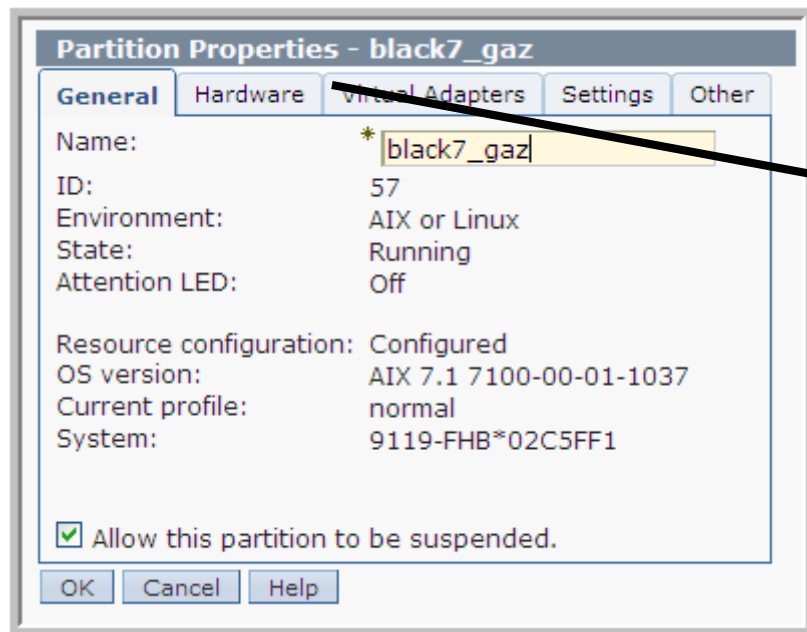 Partition Properties - black7_gaz
General Hardware Virtual Adapters Settings Other
Name: * black7_gaz
ID: 57
Environment: AIX or Linux
State: Running
Attention LED: Off
Resource configuration: Configured
OS version: AIX 7.1 7100-00-01-1037
Current profile: normal
System: 9119-FHB*02C5FF1
Allow this partition to be suspended.
OK Cancel Help